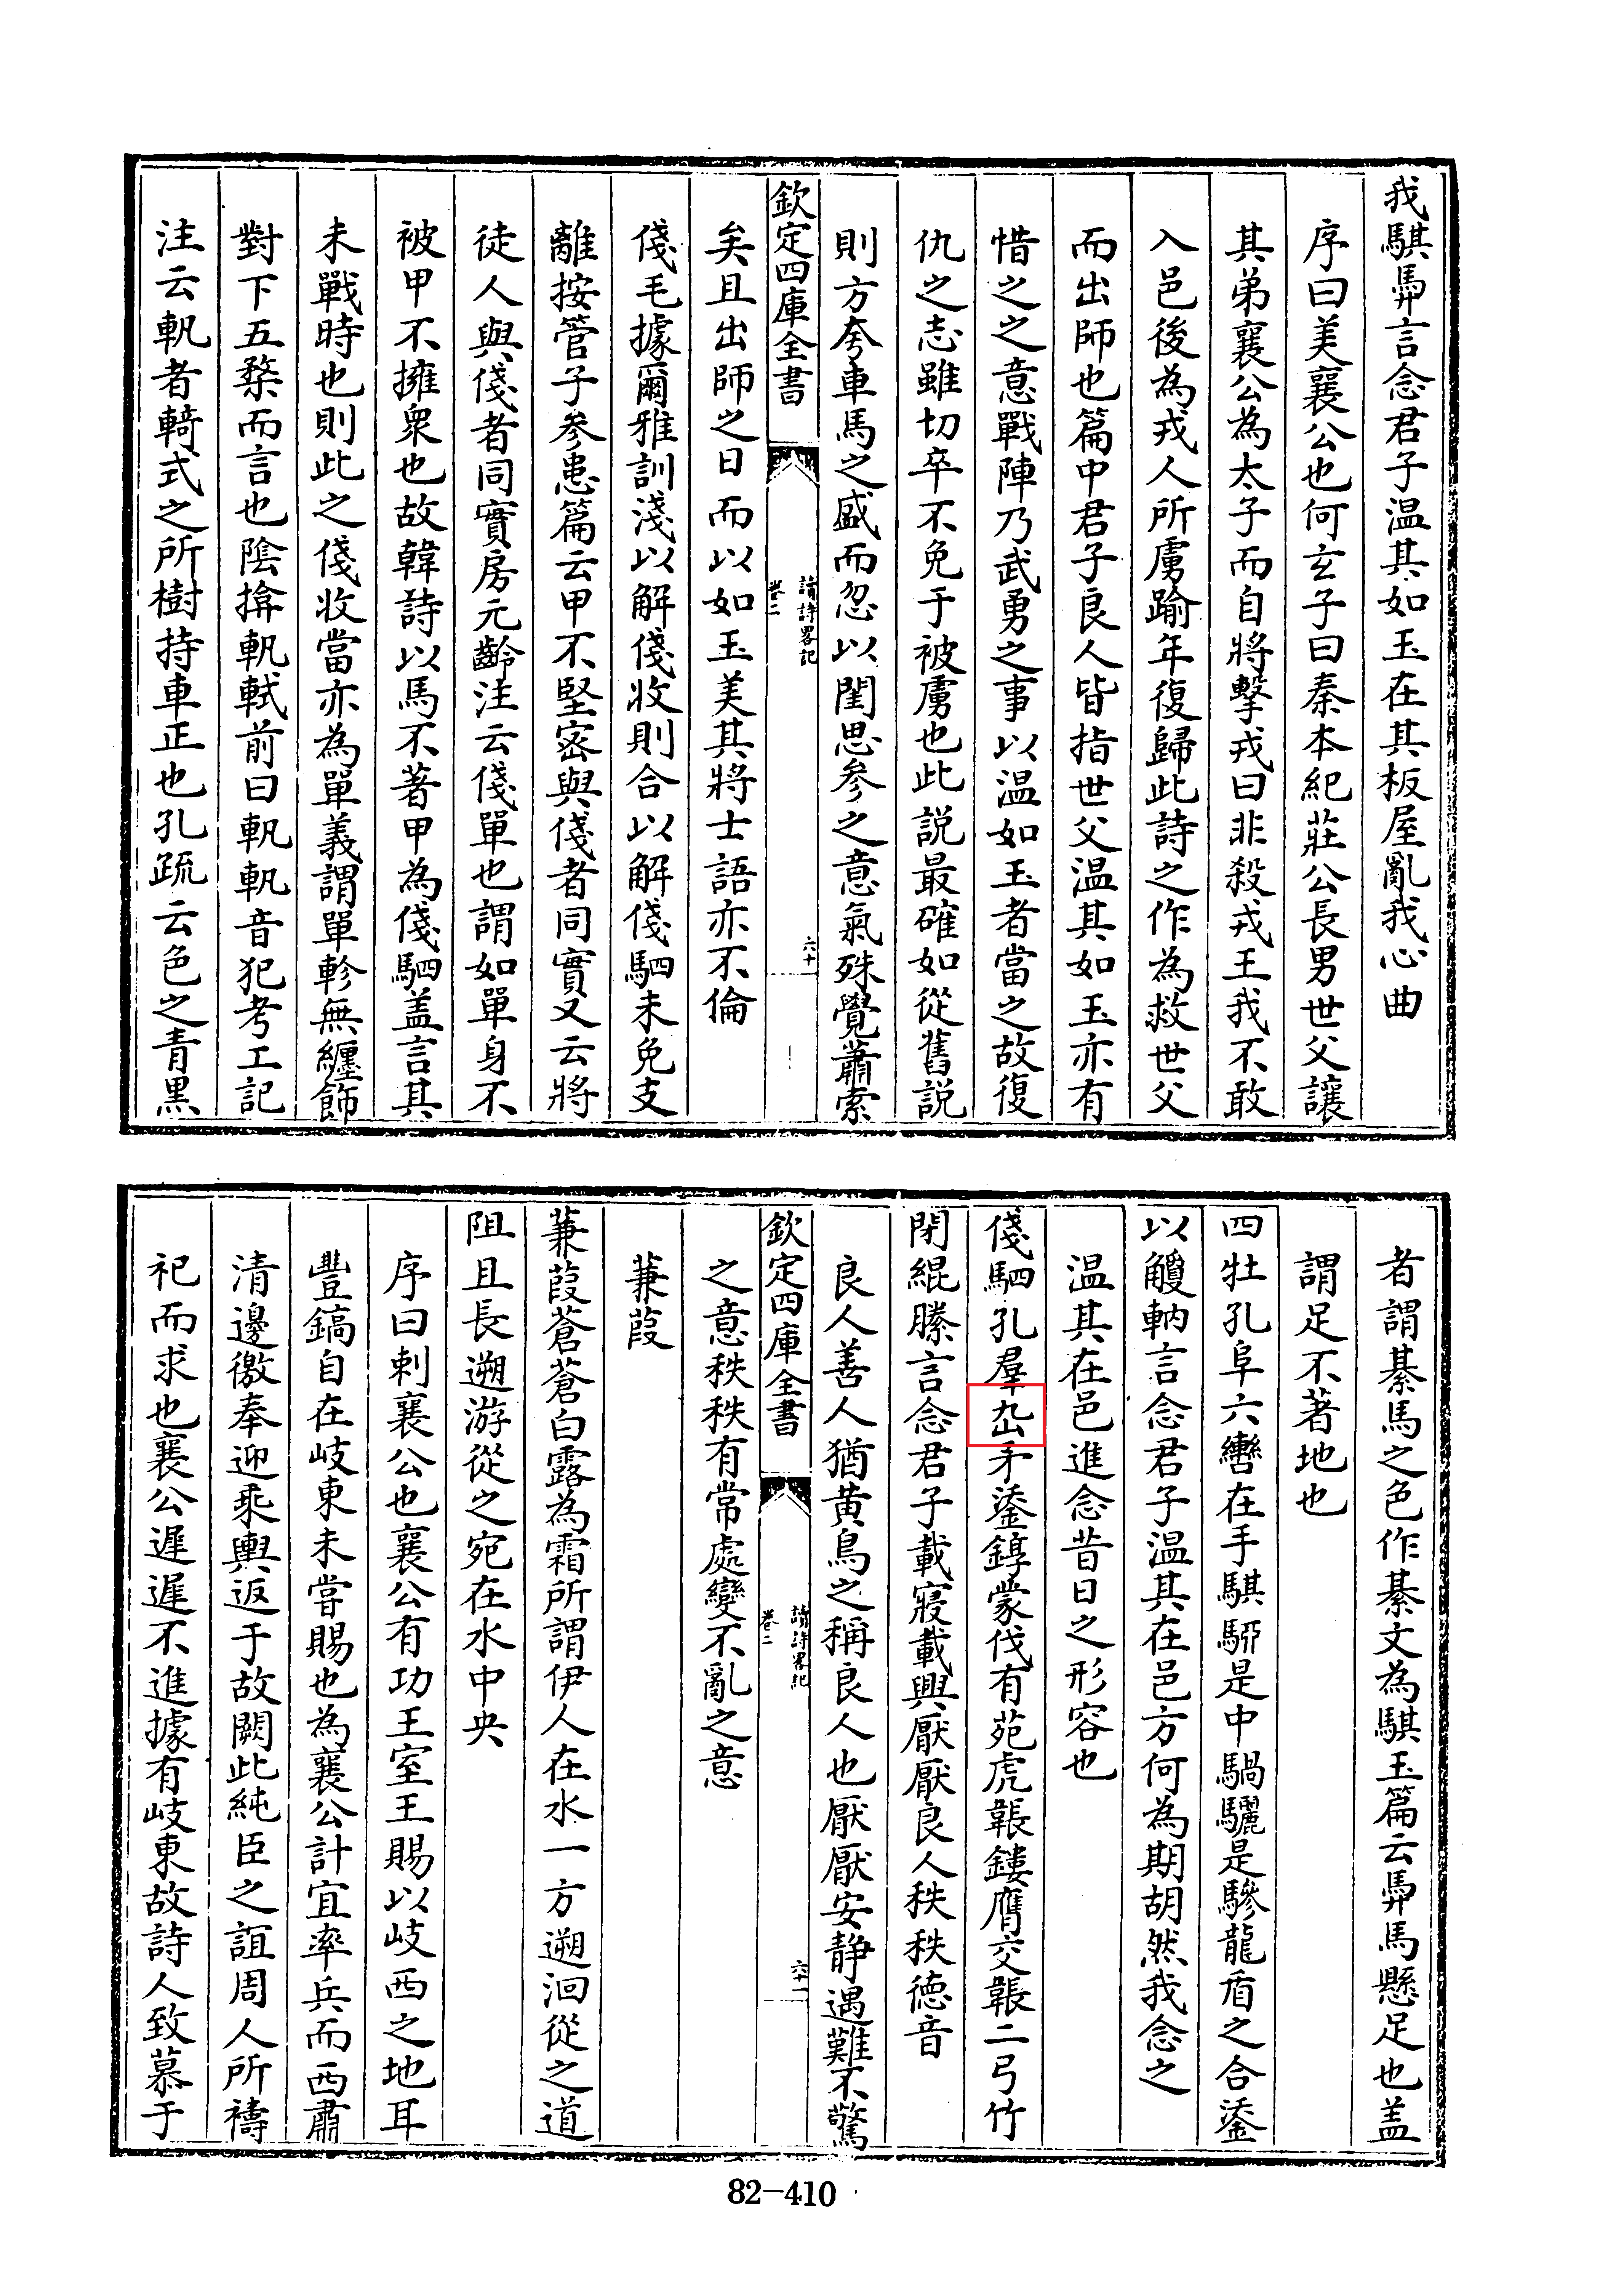 我騏馵言念君子温其如玉在其板屋亂我心曲
序曰美襄公也何玄子曰秦本紀莊公長男世父讓
其弟襄公為太子而自將擊戎曰非殺戎王我不敢
入邑後為戎人所虜踰年復歸此詩之作為救世父
而出師也篇中君子良人皆指世父温其如玉亦有
惜之之意戰陣乃武勇之事以温如玉者當之故復
仇之志雖切卒不免于被虜也此説最確如從舊説
則方夸車馬之盛而忽以閨思参之意氣殊覺蕭索
欽定四庫全書
讀詩畧記
卷二
六十
矣且出師之日而以如玉美其將士語亦不倫
俴毛據爾雅訓淺以解俴收則合以解俴駟未免支
離按管子参患篇云甲不堅宻與俴者同實又云將
徒人與俴者同實房元齡注云俴單也謂如單身不
被甲不擁衆也故韓詩以馬不著甲為俴駟盖言其
未戰時也則此之俴收當亦為單義謂單軫無纒飾
對下五楘而言也陰揜軓軾前曰軓軓音犯考工記
注云軓者輢式之所樹持車正也孔疏云色之青黒
者謂綦馬之色作綦文為騏玉篇云馵馬懸足也盖
謂足不著地也
四牡孔阜六轡在手騏駵是中騧驪是驂龍盾之合鋈
以觼軜言念君子温其在邑方何為期胡然我念之
温其在邑進念昔日之形容也
俴駟孔羣厹矛鋈錞蒙伐有苑虎韔鏤膺交韔二弓竹
閉緄縢言念君子載寢載興厭厭良人秩秩德音
良人善人猶黄鳥之稱良人也厭厭安静遇難不驚
欽定四庫全書
讀詩畧記
卷二
六十一
之意秩秩有常處變不亂之意
蒹葭
蒹葭蒼蒼白露為霜所謂伊人在水一方遡洄從之道
阻且長遡游從之宛在水中央
序曰刺襄公也襄公有功王室王賜以岐西之地耳
豐鎬自在岐東未嘗賜也為襄公計宜率兵而西肅
清邊徼奉迎乘輿返于故闕此純臣之誼周人所禱
祀而求也襄公遲遲不進據有岐東故詩人致慕于
82—410